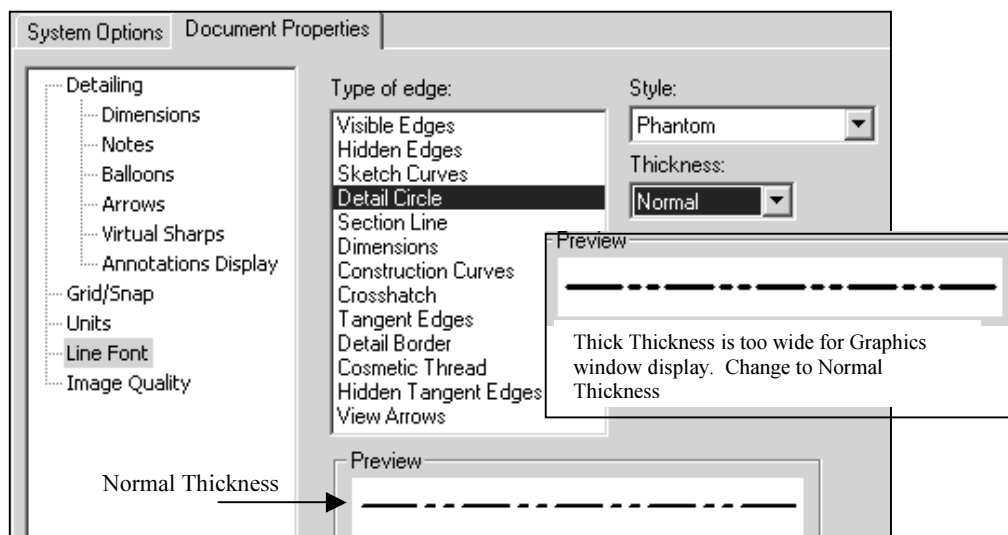 System Options
Document Properties
Detailing
Dimensions
Notes
Balloons
Arrows
Virtual Sharps
Annotations Display
Grid/Snap
Units
Line Font
Image Quality
Type of edge:
Visible Edges
Hidden Edges
Sketch Curves
Detail Circle
Section Line
Dimensions
Construction Curves
Crosshatch
Tangent Edges
Detail Border
Cosmetic Thread
Hidden Tangent Edges
View Arrows
Style:
Phantom
Thickness:
Normal
Preview
Thick Thickness is too wide for Graphics
window display.  Change to Normal
Thickness
Preview
Normal Thickness